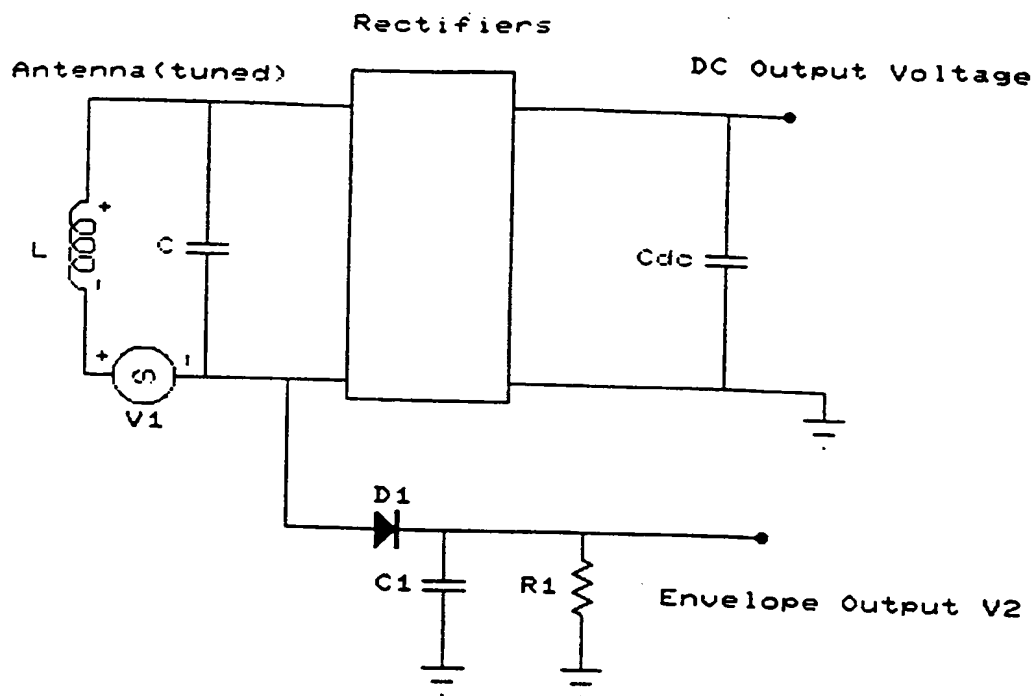 Rectifiers
Antenna(tuned)
DC Output Voltage
+
L
-
C
Cdc
+
-
S
V1
D1
C1
R1
Envelope Output V2